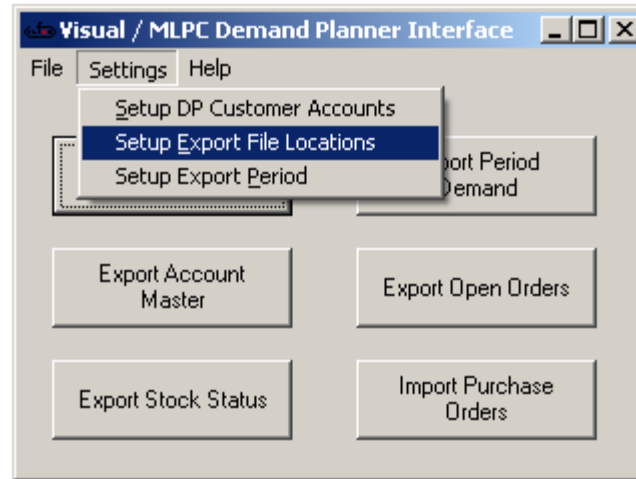 Visual / MLPC Demand Planner Interface
File Settings Help
Setup DP Customer Accounts
Setup Export File Locations
Setup Export Period
Period
Demand
Export Account
Master
Export Open Orders
Export Stock Status
Import Purchase
Orders